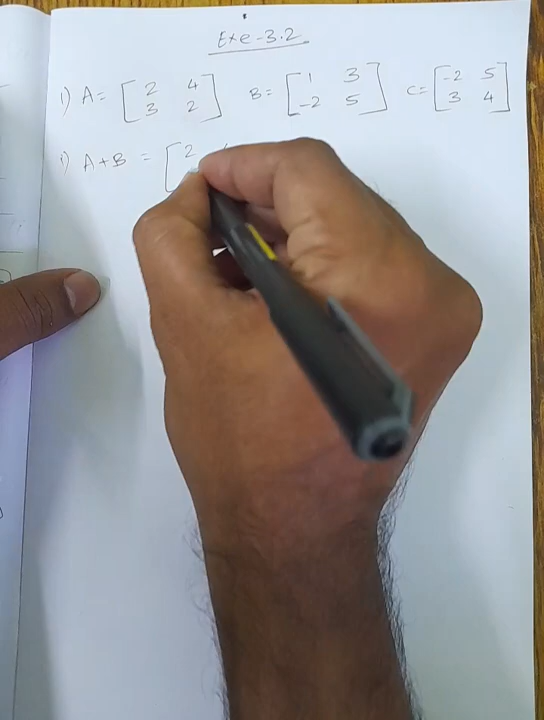 Exe-3.2
1) A= [2 4 B= [1 3 C= [-2 5
3 2] -2 5] 3 4]
i) A+B = [2